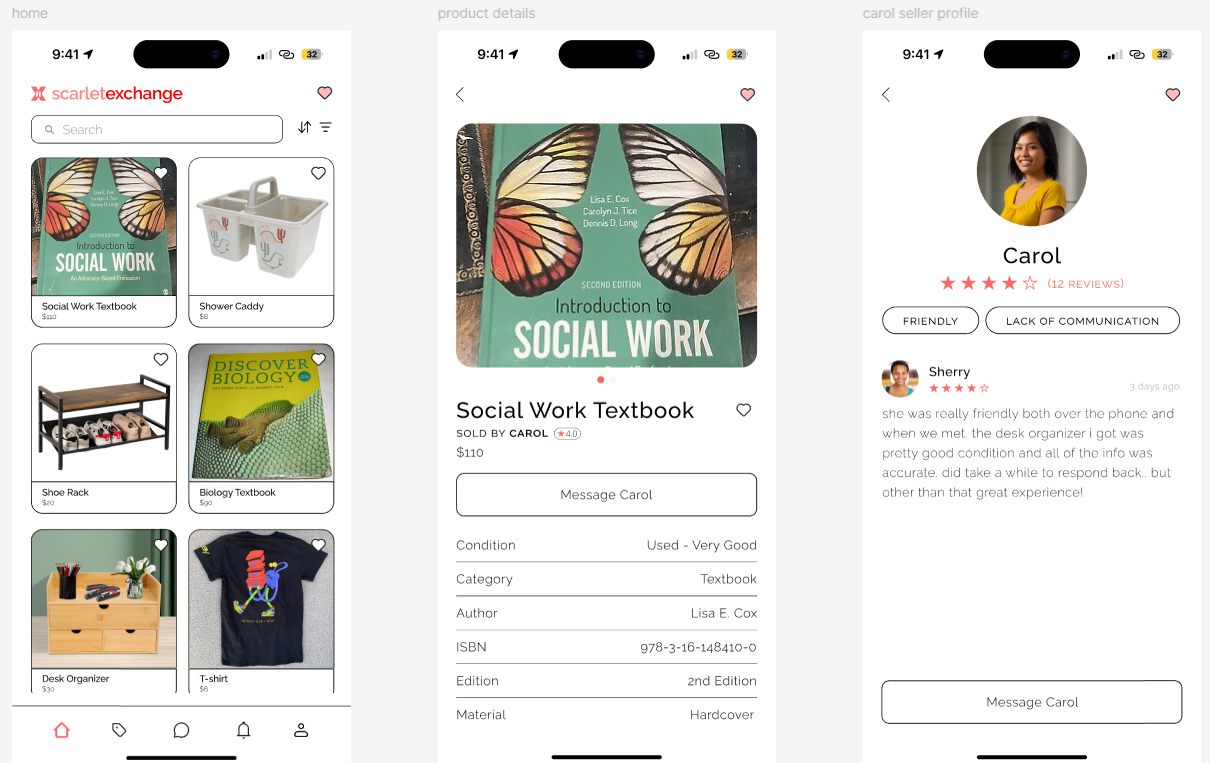 home
9:41
32
scarletexchange
Search
Lisa E. Cox
Carolyn J. Tice
Dennis D. Long
SECOND EDITION
Introduction to
SOCIAL WORK
An Advocacy-Based Profession
Social Work Textbook
$110
Shower Caddy
$8
Shoe Rack
$20
DISCOVER
BIOLOGY
Biology Textbook
$90
Desk Organizer
$30
T-shirt
$6
product details
9:41
32
Lisa E. Cox
Carolyn J. Tice
Dennis D. Long
SECOND EDITION
Introduction to
SOCIAL WORK
Social Work Textbook
SOLD BY CAROL ★4.0
$110
Message Carol
Condition Used - Very Good
Category Textbook
Author Lisa E. Cox
ISBN 978-3-16-148410-0
Edition 2nd Edition
Material Hardcover
carol seller profile
9:41
32
Carol
(12 REVIEWS)
FRIENDLY LACK OF COMMUNICATION
Sherry
3 days ago
she was really friendly both over the phone and
when we met. the desk organizer i got was
pretty good condition and all of the info was
accurate. did take a while to respond back.. but
other than that great experience!
Message Carol